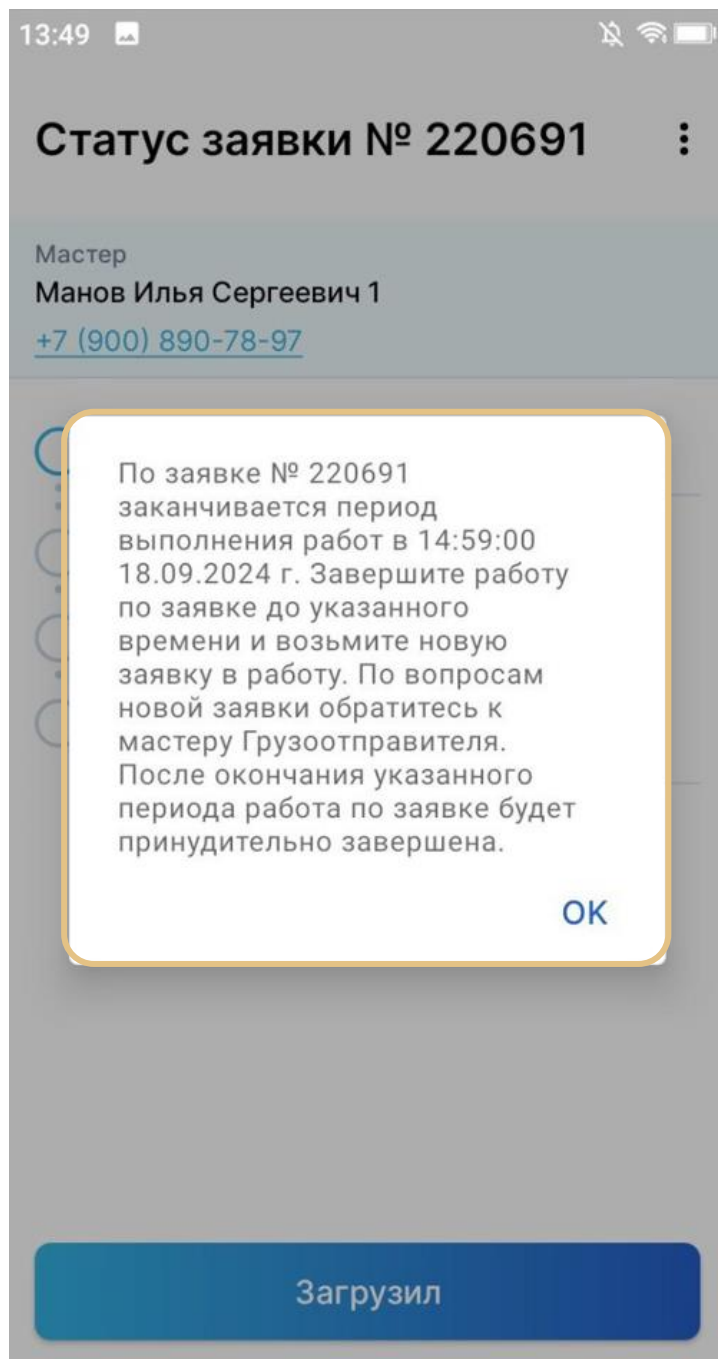 13:49
Статус заявки № 220691
Мастер
Манов Илья Сергеевич 1
+7 (900) 890-78-97
По заявке № 220691
заканчивается период
выполнения работ в 14:59:00
18.09.2024 г. Завершите работу
по заявке до указанного
времени и возьмите новую
заявку в работу. По вопросам
новой заявки обратитесь к
мастеру Грузоотправителя.
После окончания указанного
периода работа по заявке будет
принудительно завершена.
OK
Загрузил